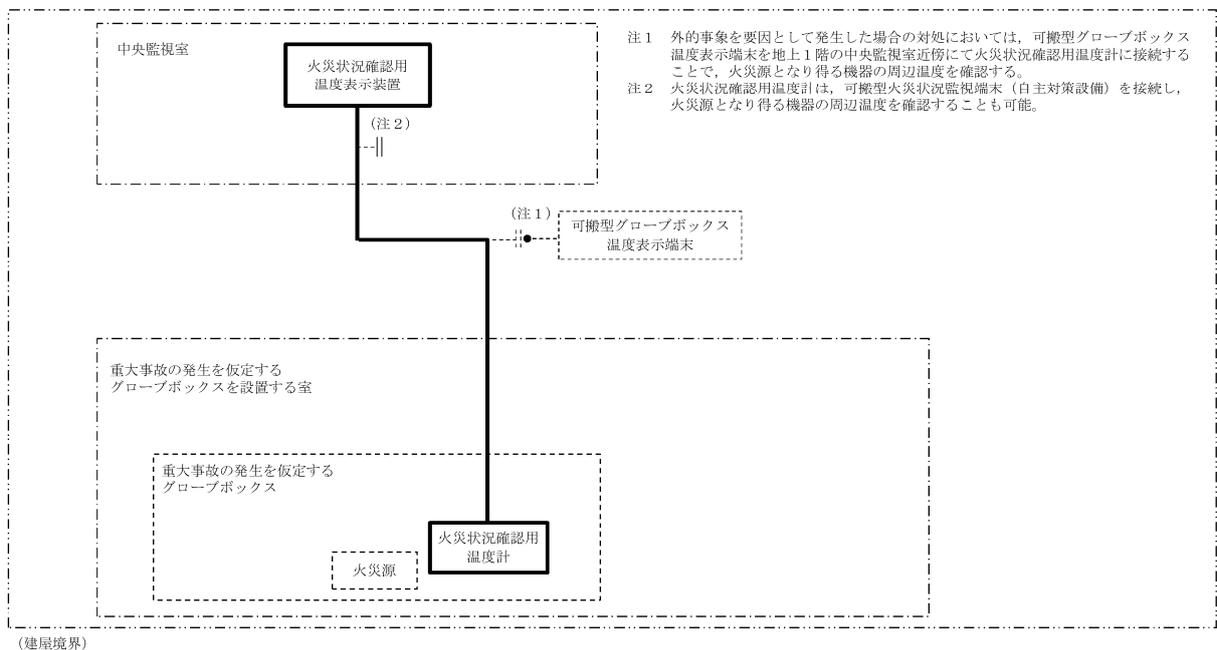 中央監視室
火災状況確認用
温度表示装置
（注２）
注１　外的事象を要因として発生した場合の対処においては，可搬型グローブボックス
温度表示端末を地上１階の中央監視室近傍にて火災状況確認用温度計に接続する
ことで，火災源となり得る機器の周辺温度を確認する。
注２　火災状況確認用温度計は，可搬型火災状況監視端末（自主対策設備）を接続し，
火災源となり得る機器の周辺温度を確認することも可能。
（注１）
可搬型グローブボックス
温度表示端末
重大事故の発生を仮定する
グローブボックスを設置する室
重大事故の発生を仮定する
グローブボックス
火災状況確認用
温度計
火災源
（建屋境界）